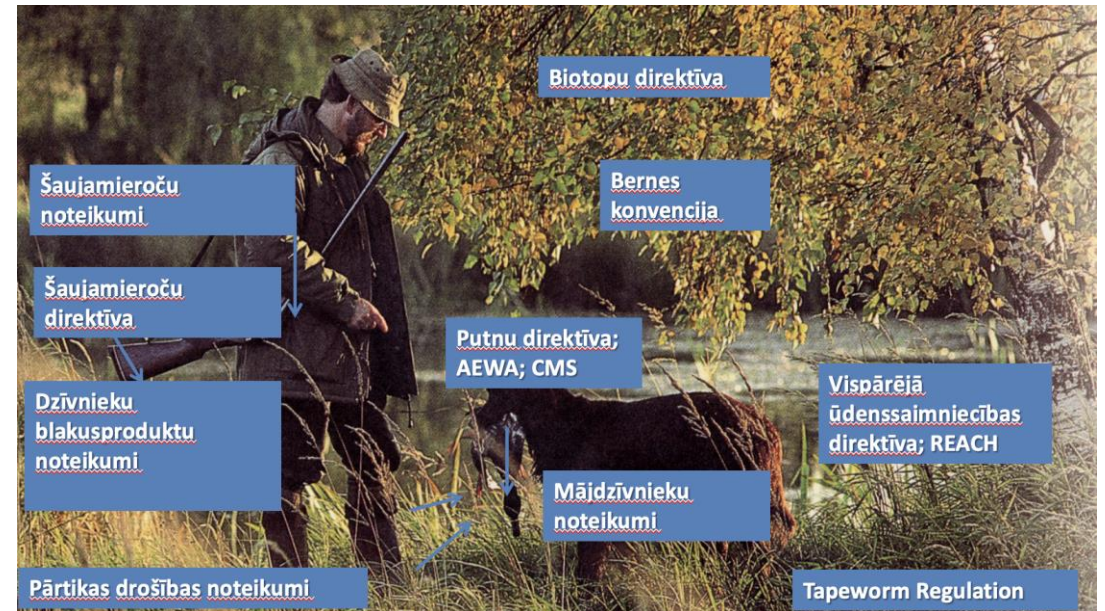 Biotopu direktīva
Šaujamieroču
noteikumi
Bernes
konvencija
Šaujamieroču
direktīva
Putnu direktīva;
AEWA; CMS
Dzīvnieku
blakusproduktu
noteikumi
Vispārējā
ūdenssaimniecības
direktīva; REACH
Mājdzīvnieku
noteikumi
Pārtikas drošības noteikumi
Tapeworm Regulation